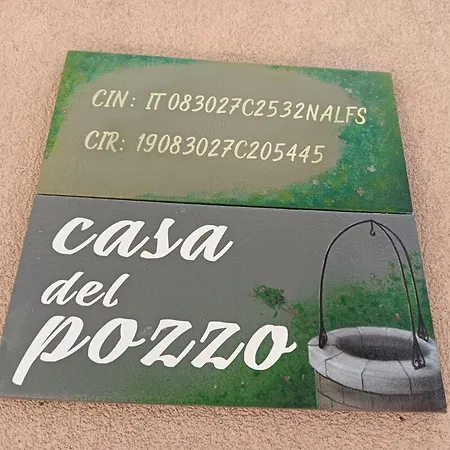 CIN: IT083027C2532NALFS
CIR: 19083027C205445
casa
del
pozzo